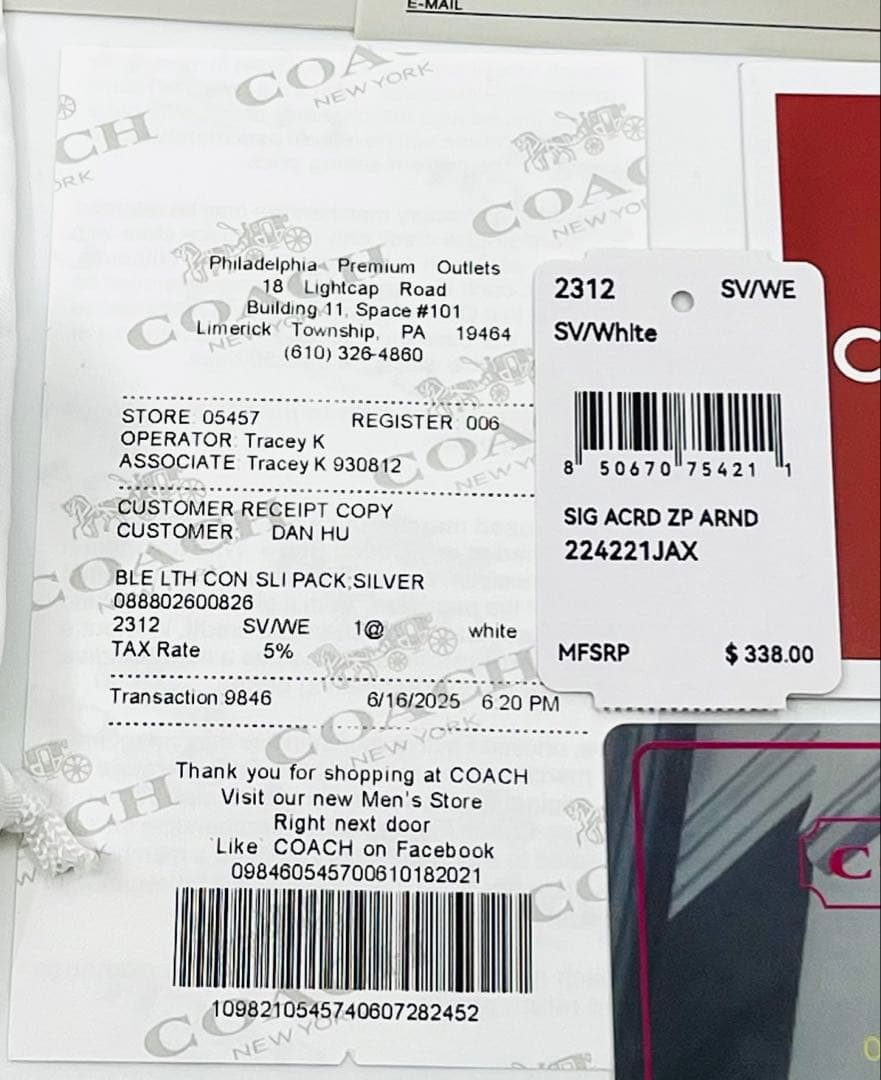 E-MAIL
COACH
NEW YORK
Philadelphia Premium Outlets
18 Lightcap Road
Building 11, Space #101
Limerick Township, PA 19464
(610) 326-4860
STORE 05457 REGISTER 006
OPERATOR Tracey K
ASSOCIATE Tracey K 930812
CUSTOMER RECEIPT COPY
CUSTOMER: DAN HU
BLE LTH CON SLI PACK;SILVER
088802600826
2312 SV/WE 1@ white
TAX Rate 5%
Transaction 9846 6/16/2025 6:20 PM
Thank you for shopping at COACH
Visit our new Men's Store
Right next door
'Like' COACH on Facebook
098460545700610182021
1098210545740607282452
2312 SV/WE
SV/White
8 50670 75421 1
SIG ACRD ZP ARND
224221JAX
MFSRP $ 338.00
C
C